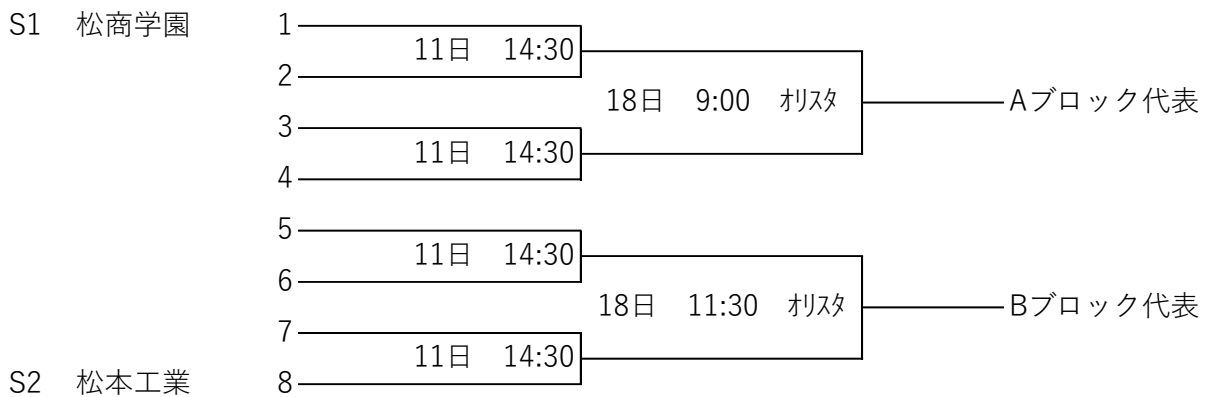 S1 松商学園 1
11日 14:30
2
18日 9:00 ｵﾘｽﾀ Aブロック代表
3
11日 14:30
4
5
11日 14:30
6
18日 11:30 ｵﾘｽﾀ Bブロック代表
7
11日 14:30
S2 松本工業 8